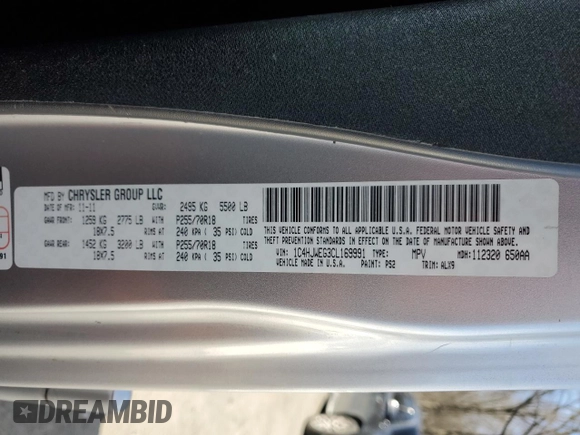 MFD BY CHRYSLER GROUP LLC
DATE OF MFR: 11-11 GVWR: 2495 KG 5500 LB
GAWR FRONT: 1259 KG 2775 LB WITH P255/70R18 TIRES
18X7.5 RIMS AT 240 KPA ( 35 PSI) COLD
GAWR REAR: 1452 KG 3200 LB WITH P255/70R18 TIRES
18X7.5 RIMS AT 240 KPA ( 35 PSI) COLD
THIS VEHICLE CONFORMS TO ALL APPLICABLE U.S.A. FEDERAL MOTOR VEHICLE SAFETY
AND THEFT PREVENTION STANDARDS IN EFFECT ON THE DATE OF MANUFACTURE SHOWN ABOVE.
VIN: 1C4HJWEG3CL169991 TYPE: MPV MDH: 112320 650AA
VEHICLE MADE IN U.S.A. PAINT: PS2 TRIM: ALX9
91
DREAMBID